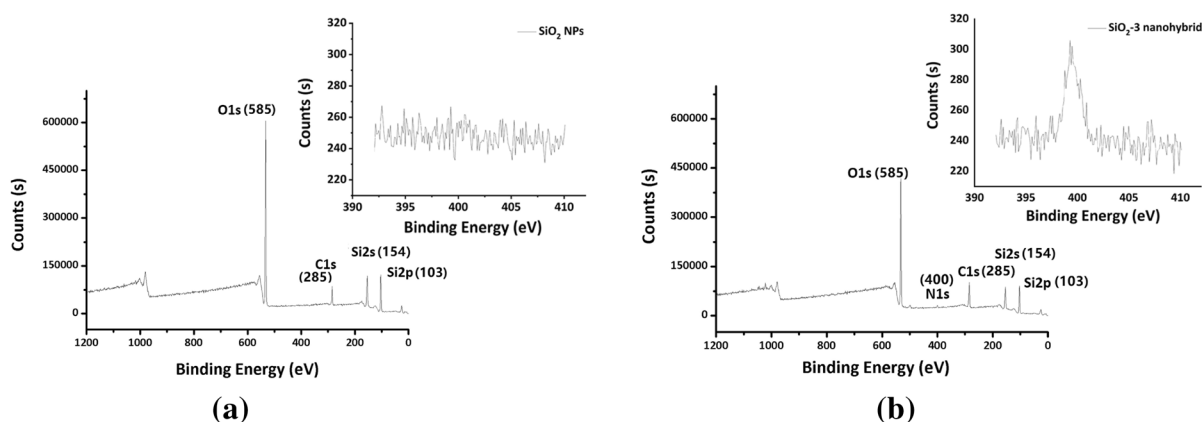 320
300
280
260
240
220
390 395 400 405 410
Counts (s)
Binding Energy (eV)
SiO2 NPs
O1s (585)
600000
450000
300000
150000
0
Counts (s)
C1s
(285)
Si2s (154)
Si2p (103)
1200 1000 800 600 400 200 0
Binding Energy (eV)
(a)
320
300
280
260
240
220
390 395 400 405 410
Counts (s)
Binding Energy (eV)
SiO2-3 nanohybrid
O1s (585)
600000
450000
300000
150000
0
Counts (s)
(400)
N1s
C1s (285)
Si2s (154)
Si2p (103)
1200 1000 800 600 400 200 0
Binding Energy (eV)
(b)